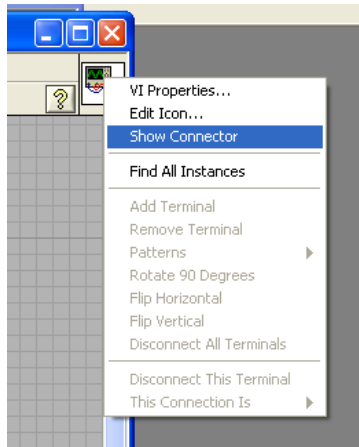 ?
VI Properties...
Edit Icon...
Show Connector
Find All Instances
Add Terminal
Remove Terminal
Patterns
Rotate 90 Degrees
Flip Horizontal
Flip Vertical
Disconnect All Terminals
Disconnect This Terminal
This Connection Is